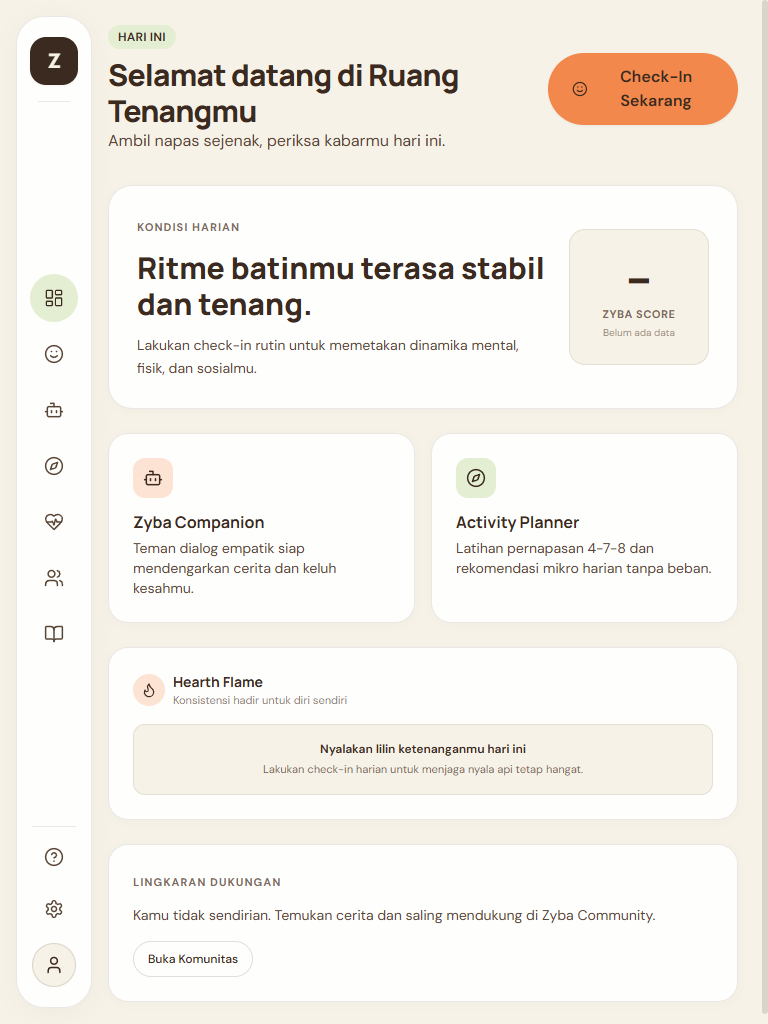 Z
HARI INI
Selamat datang di Ruang
Tenangmu
Ambil napas sejenak, periksa kabarmu hari ini.
Check-In
Sekarang
KONDISI HARIAN
Ritme batinmu terasa stabil
dan tenang.
Lakukan check-in rutin untuk memetakan dinamika mental,
fisik, dan sosialmu.
–
ZYBA SCORE
Belum ada data
Zyba Companion
Teman dialog empatik siap
mendengarkan cerita dan keluh
kesahmu.
Activity Planner
Latihan pernapasan 4-7-8 dan
rekomendasi mikro harian tanpa beban.
Hearth Flame
Konsistensi hadir untuk diri sendiri
Nyalakan lilin ketenanganmu hari ini
Lakukan check-in harian untuk menjaga nyala api tetap hangat.
LINGKARAN DUKUNGAN
Kamu tidak sendirian. Temukan cerita dan saling mendukung di Zyba Community.
Buka Komunitas